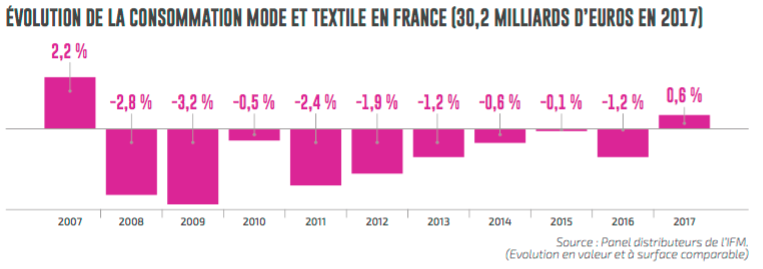 ÉVOLUTION DE LA CONSOMMATION MODE ET TEXTILE EN FRANCE (30,2 MILLIARDS D'EUROS EN 2017)
2,2 %
-2,8 % -3,2 % -0,5 % -2,4 % -1,9 % -1,2 % -0,6 % -0,1 % -1,2 % 0,6 %
2007 2008 2009 2010 2011 2012 2013 2014 2015 2016 2017
Source : Panel distributeurs de l'IFM.
(Evolution en valeur et à surface comparable)